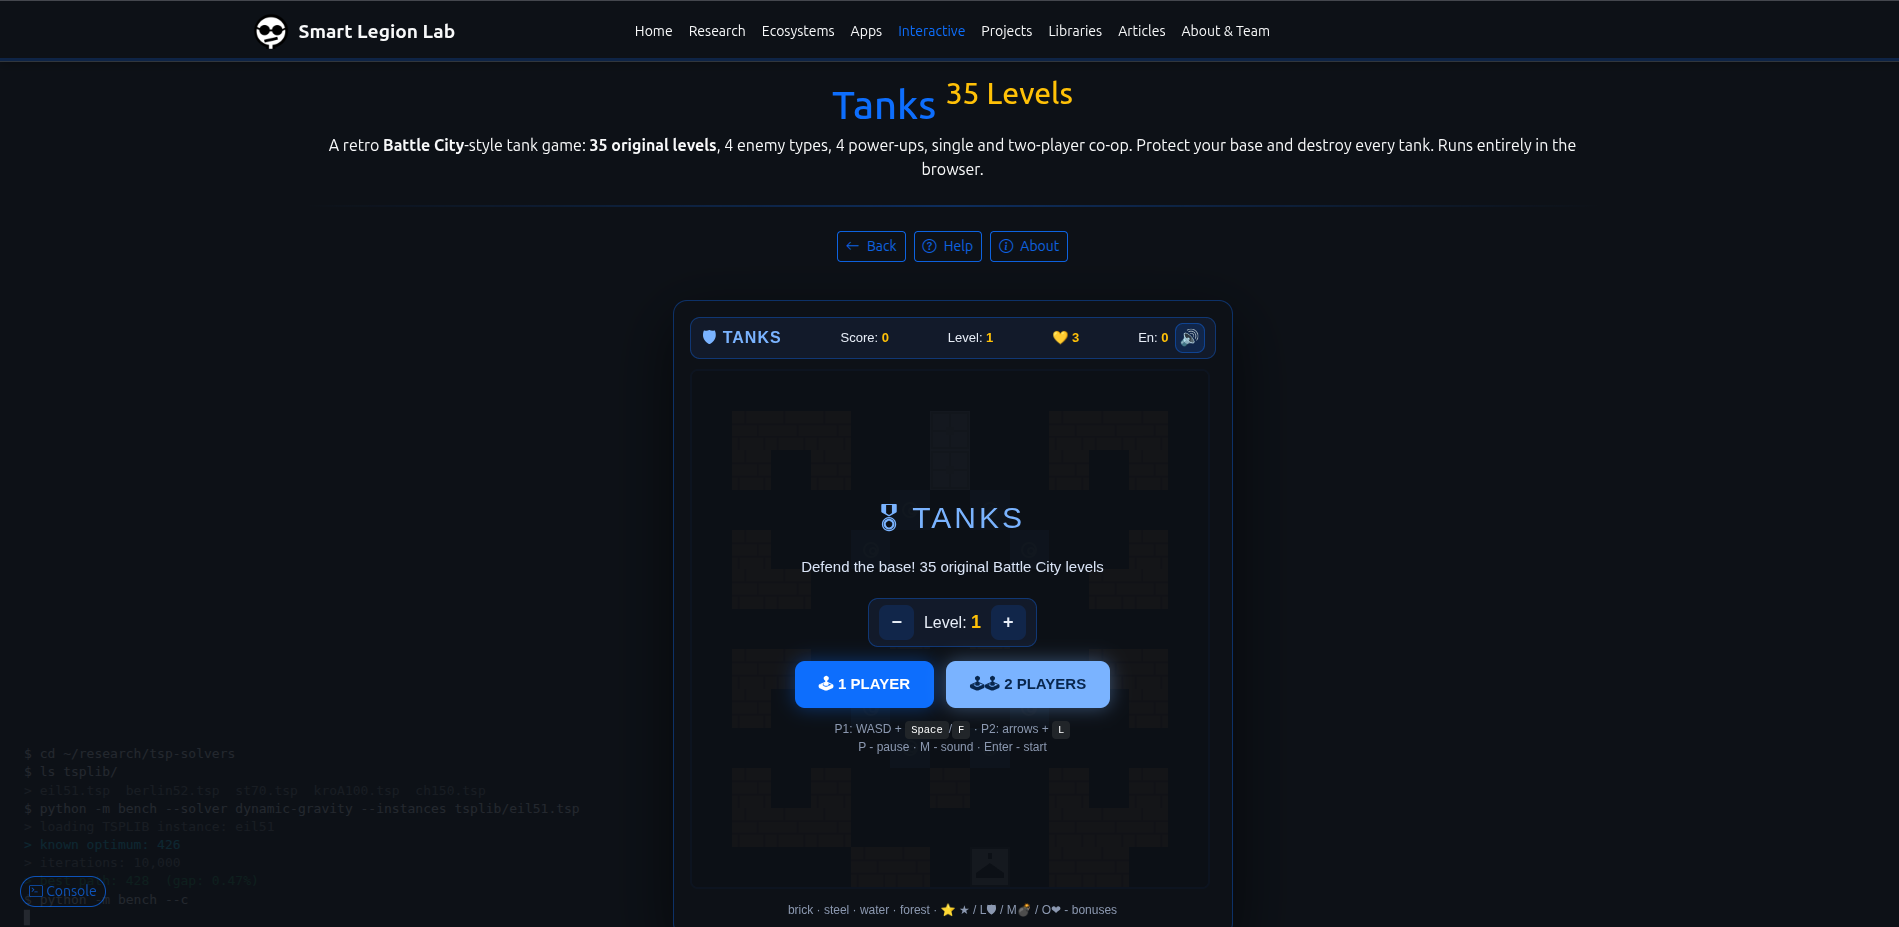 Smart Legion Lab
Home Research Ecosystems Apps Interactive Projects Libraries Articles About & Team
Tanks 35 Levels
A retro Battle City-style tank game: 35 original levels, 4 enemy types, 4 power-ups, single and two-player co-op. Protect your base and destroy every tank. Runs entirely in the
browser.
Back Help About
TANKS Score: 0 Level: 1 3 En: 0
TANKS
Defend the base! 35 original Battle City levels
− Level: 1 +
1 PLAYER 2 PLAYERS
P1: WASD + Space/F · P2: arrows + L
P - pause · M - sound · Enter - start
brick · steel · water · forest · ⭐ ★ / L🛡 / M💣 / O❤ - bonuses
$ cd ~/research/tsp-solvers
$ ls tsplib/
> eil51.tsp berlin52.tsp st70.tsp kroA100.tsp ch150.tsp
$ python -m bench --solver dynamic-gravity --instances tsplib/eil51.tsp
> loading TSPLIB instance: eil51
> known optimum: 426
> iterations: 10,000
428 (gap: 0.47%)
Console
$ python -m bench --c